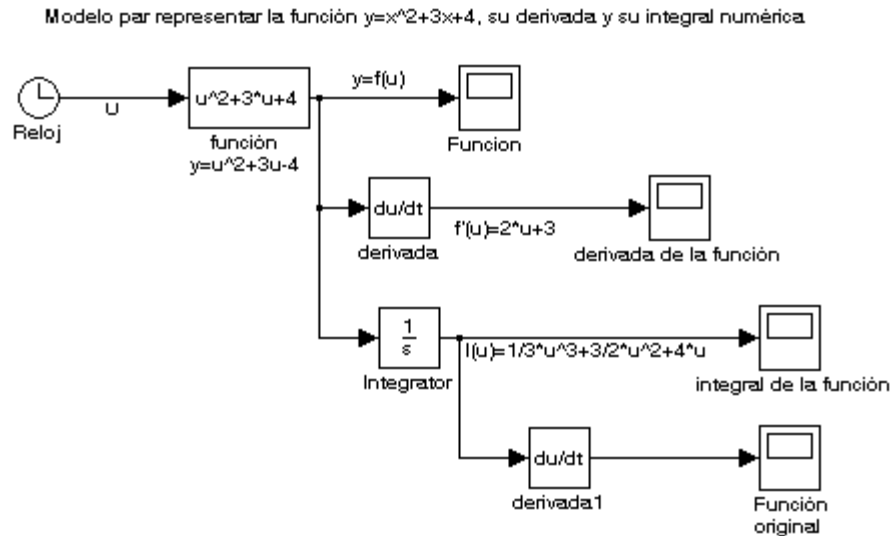 Modelo par representar la función y=x^2+3x+4, su derivada y su integral numérica
Reloj
U
u^2+3*u+4
función
y=u^2+3u-4
y=f(u)
Funcion
du/dt
derivada
f'(u)=2*u+3
derivada de la función
1
s
Integrator
I(u)=1/3*u^3+3/2*u^2+4*u
integral de la función
du/dt
derivada1
Función
original